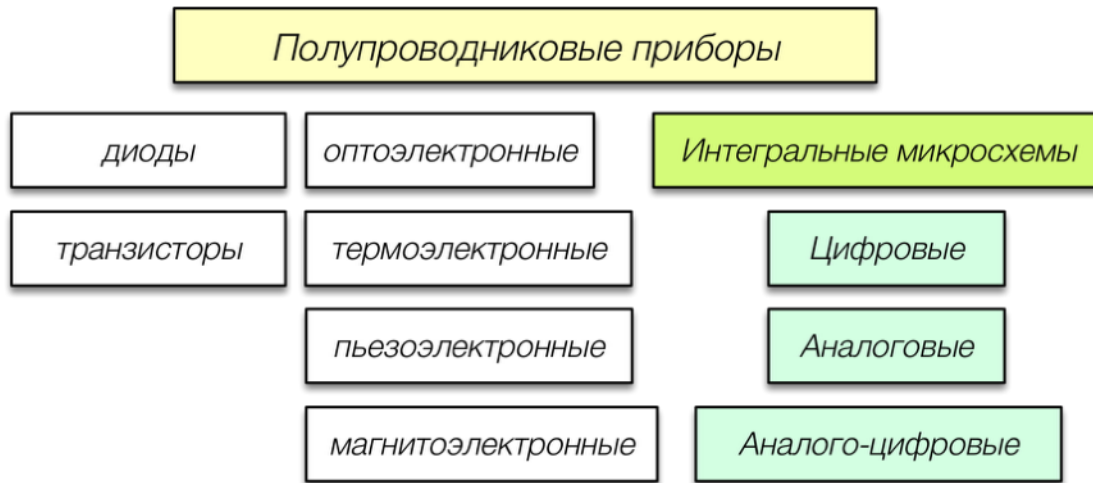 Полупроводниковые приборы
диоды
оптоэлектронные
Интегральные микросхемы
транзисторы
термоэлектронные
Цифровые
пьезоэлектронные
Аналоговые
магнитоэлектронные
Аналого-цифровые